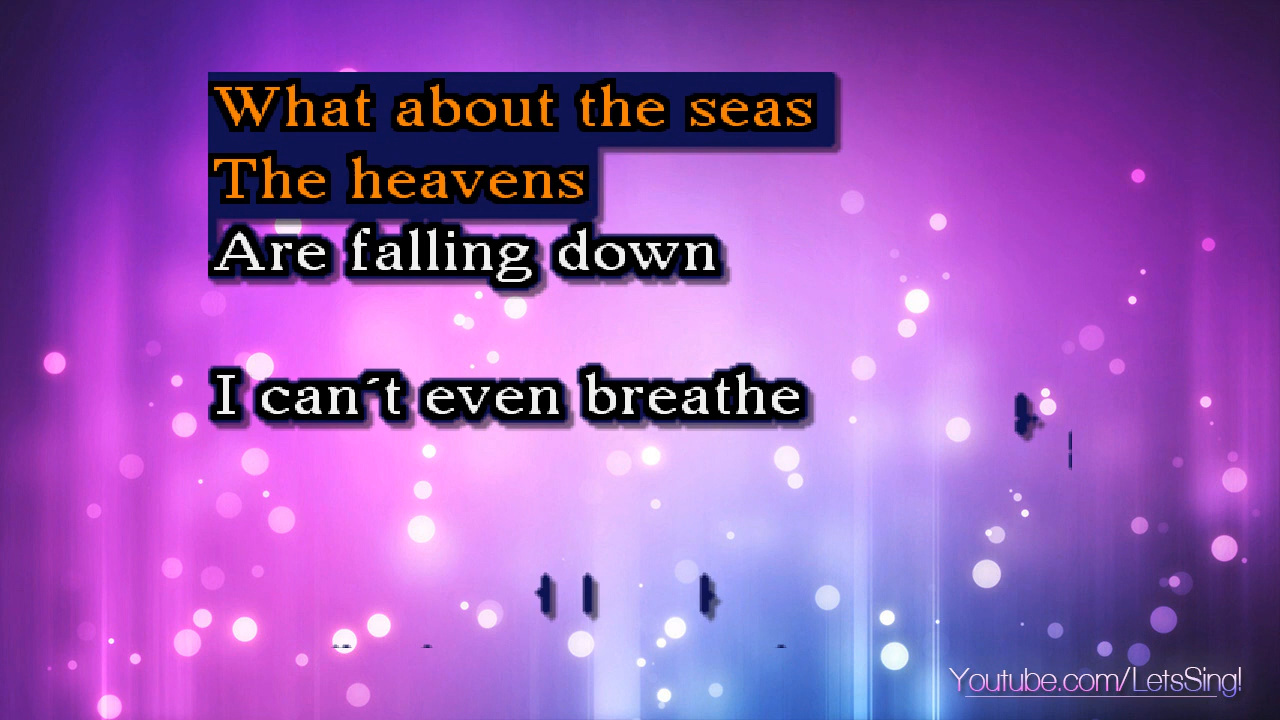 What about the seas
The heavens
Are falling down
I can´t even breathe
Youtube.com/LetsSing!